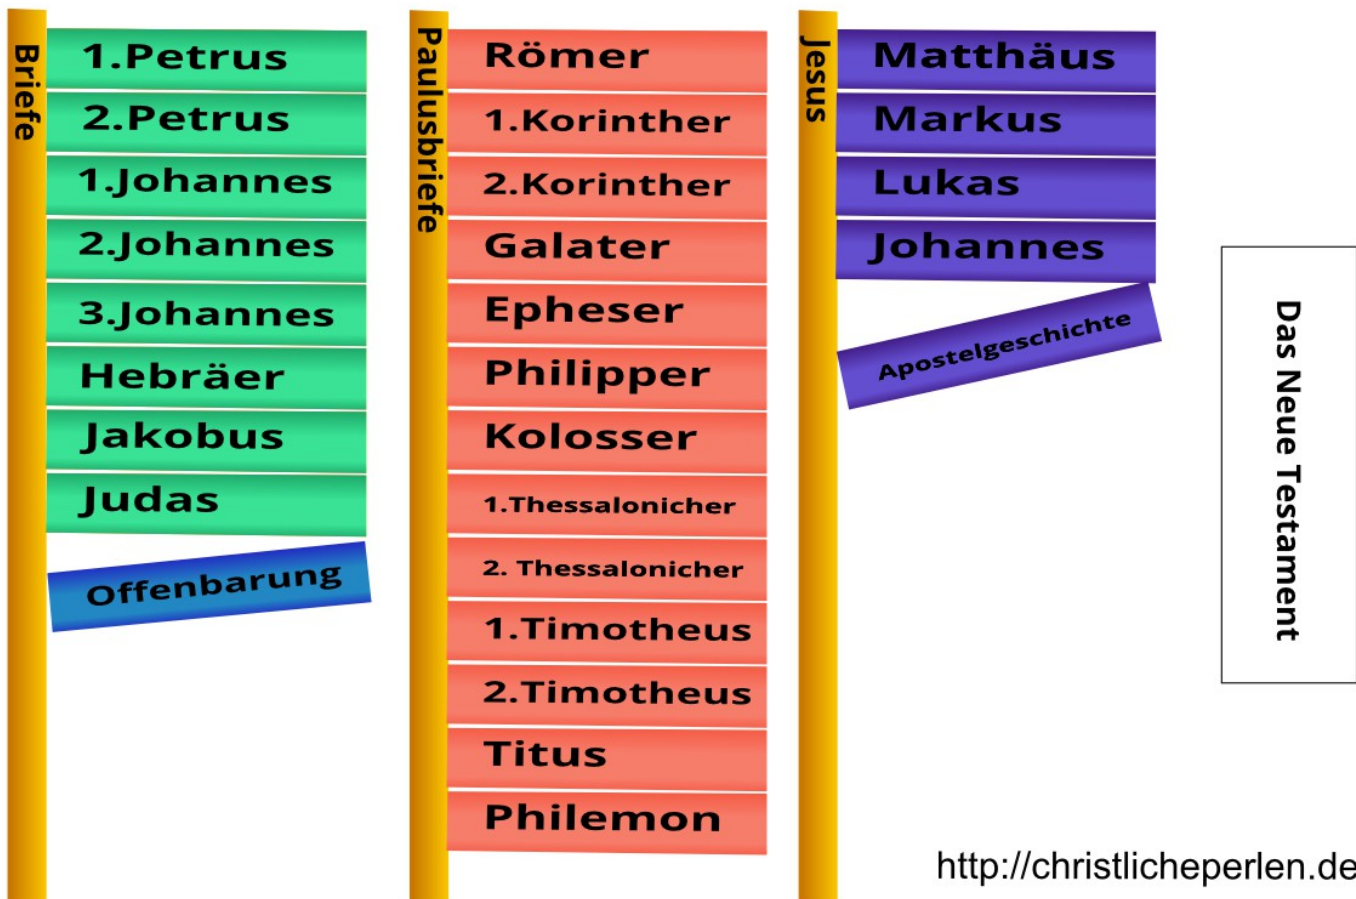 Briefe
1.Petrus
2.Petrus
1.Johannes
2.Johannes
3.Johannes
Hebräer
Jakobus
Judas
Offenbarung
Paulusbriefe
Römer
1.Korinther
2.Korinther
Galater
Epheser
Philipper
Kolosser
1.Thessalonicher
2. Thessalonicher
1.Timotheus
2.Timotheus
Titus
Philemon
Jesus
Matthäus
Markus
Lukas
Johannes
Apostelgeschichte
Das Neue Testament
http://christlicheperlen.de